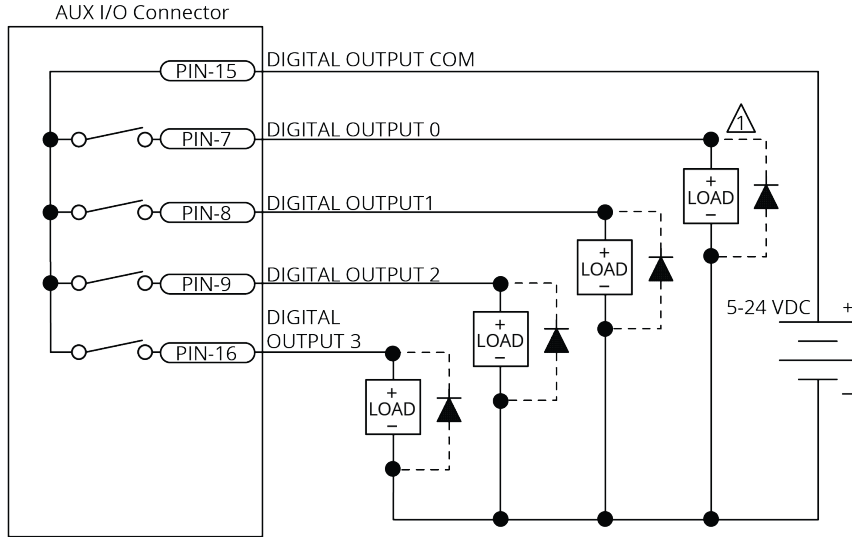 AUX I/O Connector
PIN-15 DIGITAL OUTPUT COM
PIN-7 DIGITAL OUTPUT 0
1
+
LOAD
−
PIN-8 DIGITAL OUTPUT1
+
LOAD
−
PIN-9 DIGITAL OUTPUT 2
+
LOAD
−
5-24 VDC +
−
DIGITAL
OUTPUT 3
PIN-16
+
LOAD
−